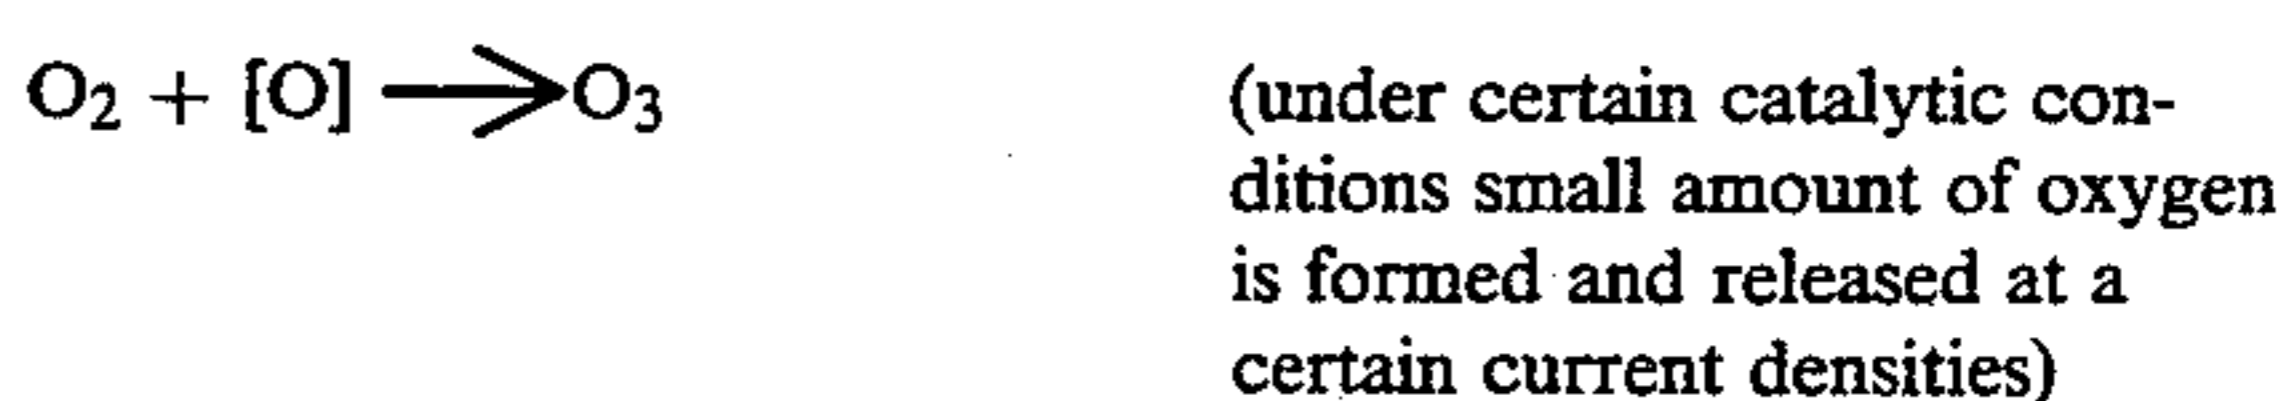 O₂ + [O] ⟶ O₃ (under certain catalytic con-
ditions small amount of oxygen
is formed and released at a
certain current densities)